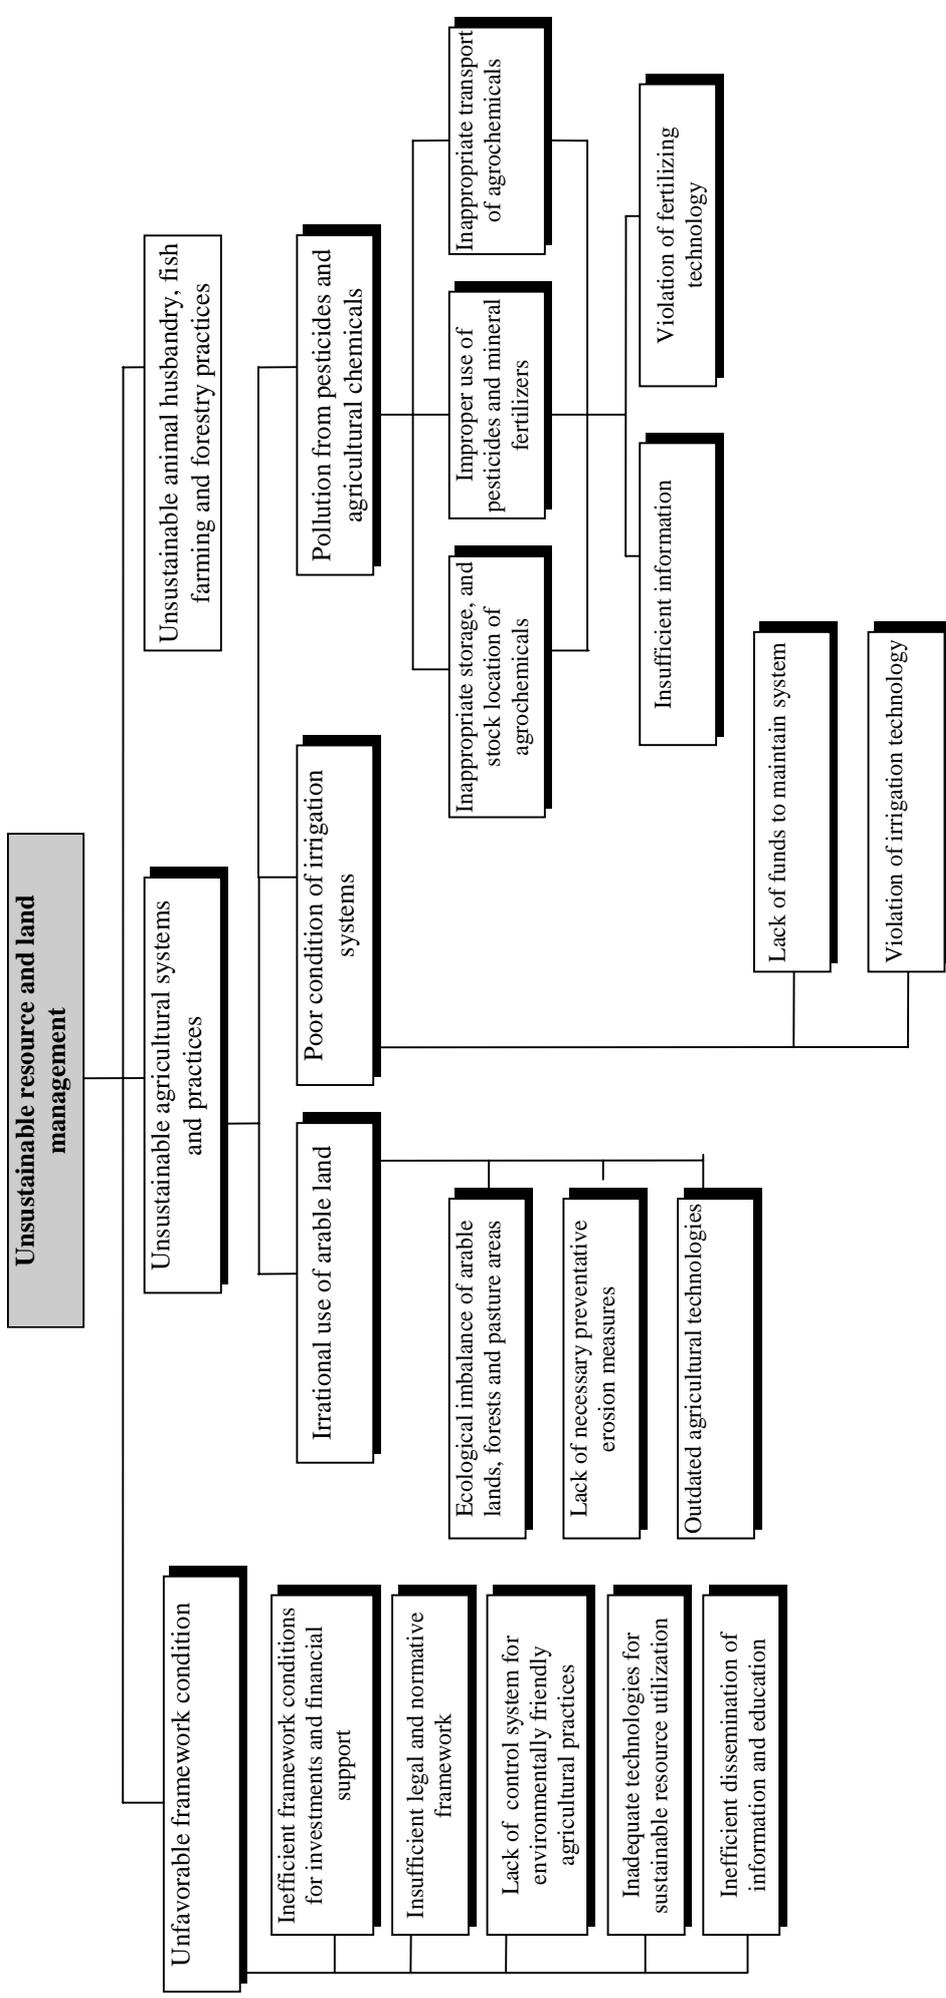 Unsustainable resource and land
management
Unfavorable framework condition
Inefficient framework conditions
for investments and financial
support
Insufficient legal and normative
framework
Lack of control system for
environmentally friendly
agricultural practices
Inadequate technologies for
sustainable resource utilization
Inefficient dissemination of
information and education
Unsustainable agricultural systems
and practices
Irrational use of arable land
Ecological imbalance of arable
lands, forests and pasture areas
Lack of necessary preventative
erosion measures
Outdated agricultural technologies
Poor condition of irrigation
systems
Lack of funds to maintain system
Violation of irrigation technology
Pollution from pesticides and
agricultural chemicals
Inappropriate storage, and
stock location of
agrochemicals
Improper use of
pesticides and mineral
fertilizers
Inappropriate transport
of agrochemicals
Insufficient information
Violation of fertilizing
technology
Unsustainable animal husbandry, fish
farming and forestry practices